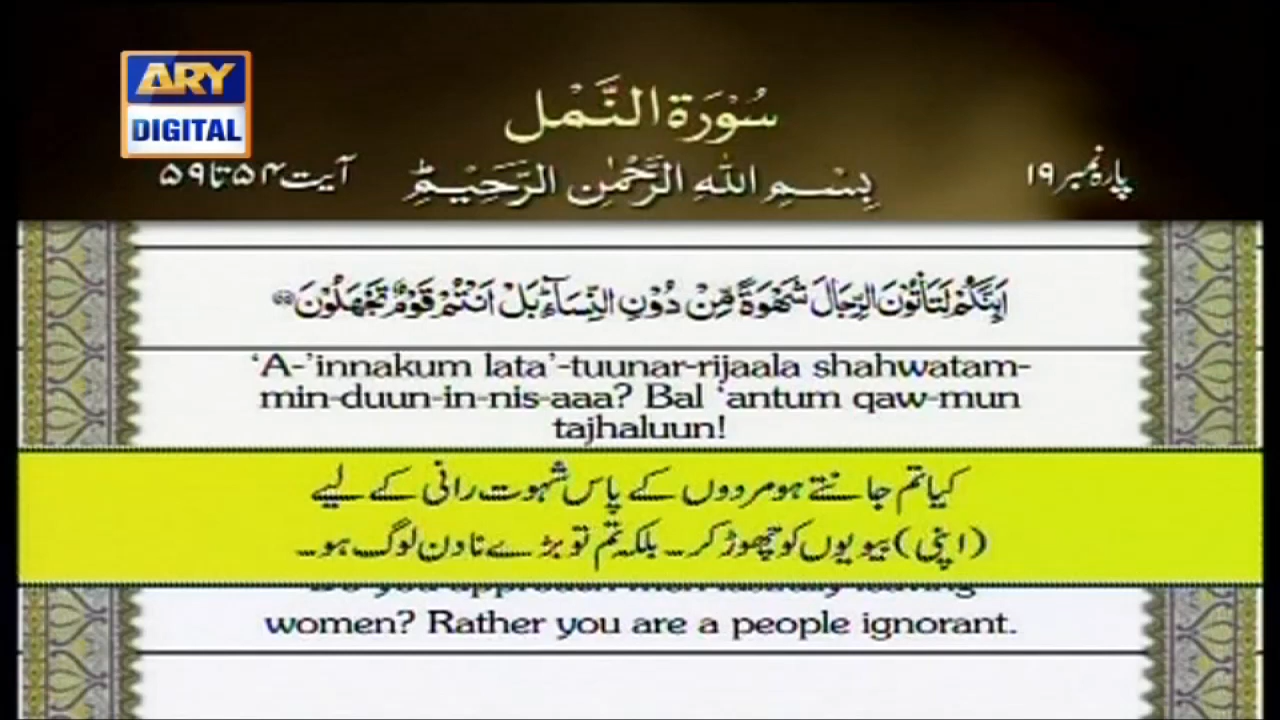 ARY
DIGITAL
سُوْرَةُ النَّمْل
پارہ نمبر ۱۹
بِسْمِ اللهِ الرَّحْمٰنِ الرَّحِيْمِ
آیت ۵۴ تا ۵۹
اَئِنَّكُمْ لَتَاْتُوْنَ الرِّجَالَ شَهْوَةً مِّنْ دُوْنِ النِّسَآءِ ؕ بَلْ اَنْتُمْ قَوْمٌ تَجْهَلُوْنَ ۵۵
‘A-’innakum lata’-tuunar-rijaala shahwatam-
min-duun-in-nis-aaa? Bal ‘antum qaw-mun
tajhaluun!
کیا تم جانتے ہو مردوں کے پاس شہوت رانی کے لیے
(اپنی) بیویوں کو چھوڑ کر۔۔ بلکہ تم تو بڑے نادن لوگ ہو۔۔
women? Rather you are a people ignorant.